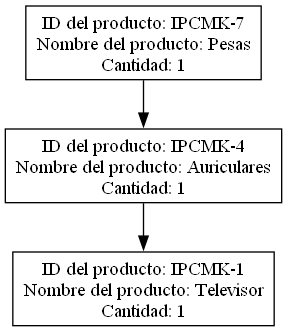 ID del producto: IPCMK-7
Nombre del producto: Pesas
Cantidad: 1
ID del producto: IPCMK-4
Nombre del producto: Auriculares
Cantidad: 1
ID del producto: IPCMK-1
Nombre del producto: Televisor
Cantidad: 1